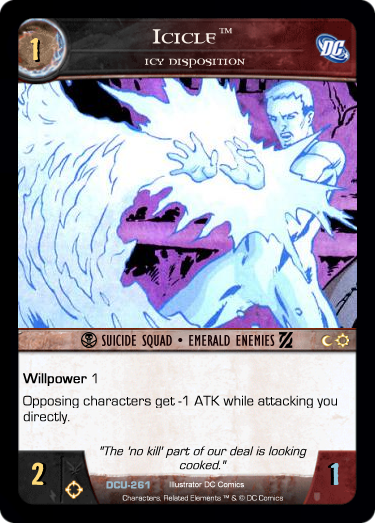 1
ICICLE™
DC
ICY DISPOSITION
SUICIDE SQUAD • EMERALD ENEMIES
Willpower 1
Opposing characters get -1 ATK while attacking you
directly.
"The 'no kill' part of our deal is looking
cooked."
2
DCU-261 Illustrator DC Comics
1
Characters, Related Elements ™ & © DC Comics